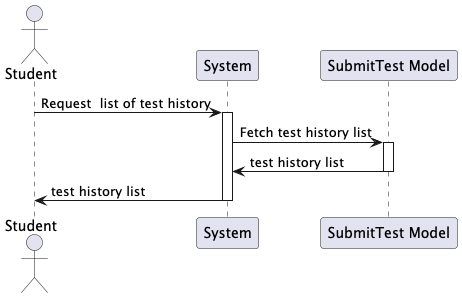 Student
System
SubmitTest Model
Request  list of test history
Fetch test history list
test history list
test history list
Student
System
SubmitTest Model